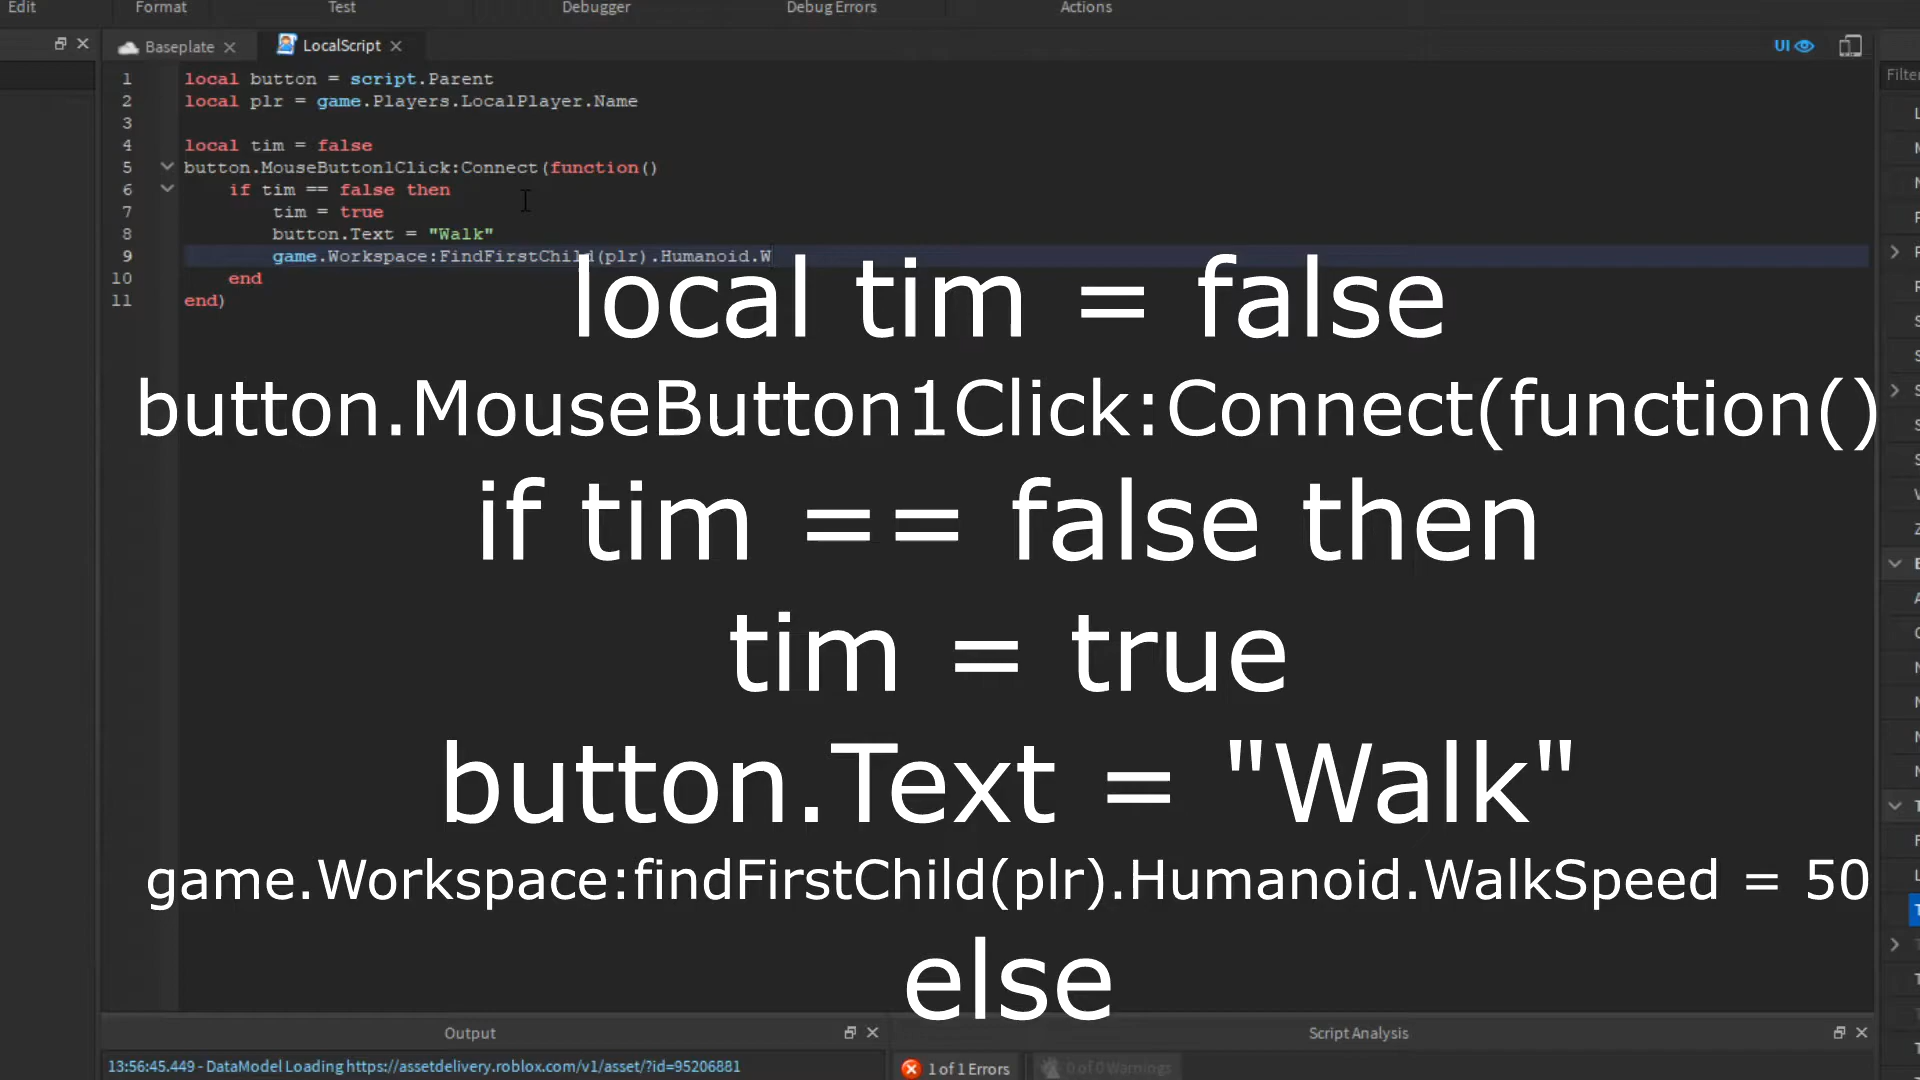 Edit Format Test Debugger Debug Errors Actions
Baseplate LocalScript UI
Filte
1 local button = script.Parent
2 local plr = game.Players.LocalPlayer.Name
3
4 local tim = false
5 button.MouseButton1Click:Connect(function()
6 if tim == false then
7 tim = true
8 button.Text = "Walk"
9 game.Workspace:FindFirstChild(plr).Humanoid.W
10 end
11 end)
local tim = false
button.MouseButton1Click:Connect(function()
if tim == false then
tim = true
button.Text = "Walk"
game.Workspace:findFirstChild(plr).Humanoid.WalkSpeed = 50
else
Output Script Analysis
13:56:45.449 - DataModel Loading https://assetdelivery.roblox.com/v1/asset/?id=95206881
1 of 1 Errors 0 of 0 Warnings